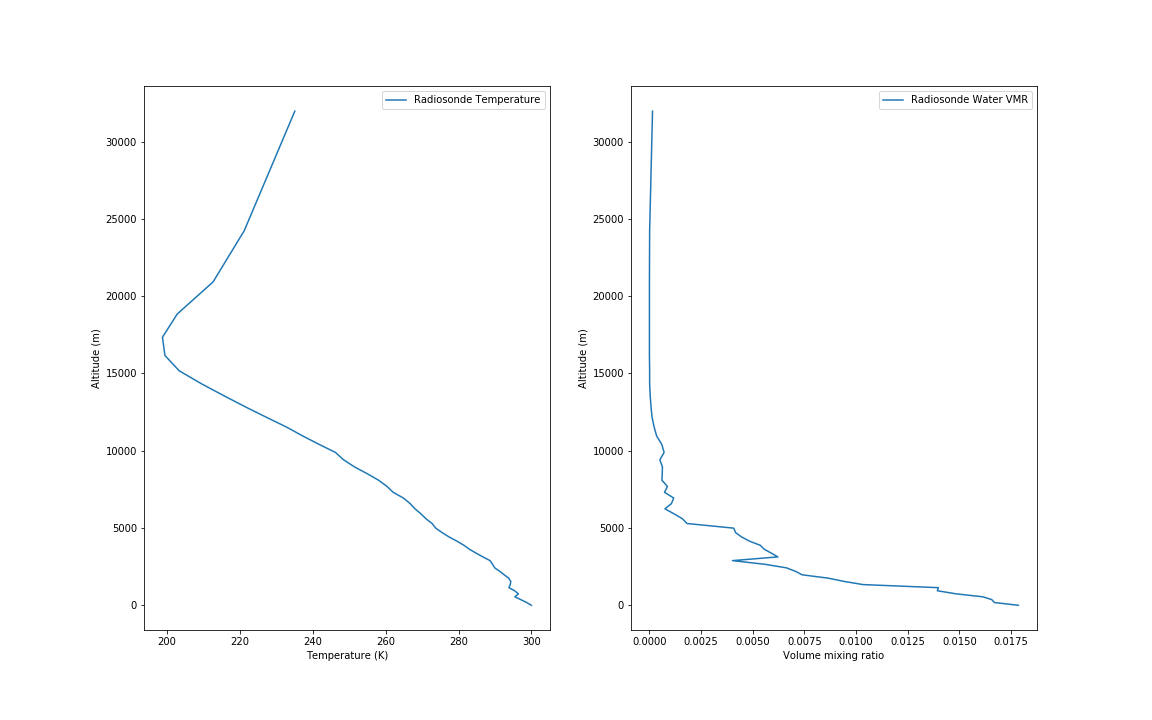 Radiosonde Temperature
30000
25000
20000
15000
10000
5000
0
Altitude (m)
200 220 240 260 280 300
Temperature (K)
Radiosonde Water VMR
30000
25000
20000
15000
10000
5000
0
Altitude (m)
0.0000 0.0025 0.0050 0.0075 0.0100 0.0125 0.0150 0.0175
Volume mixing ratio